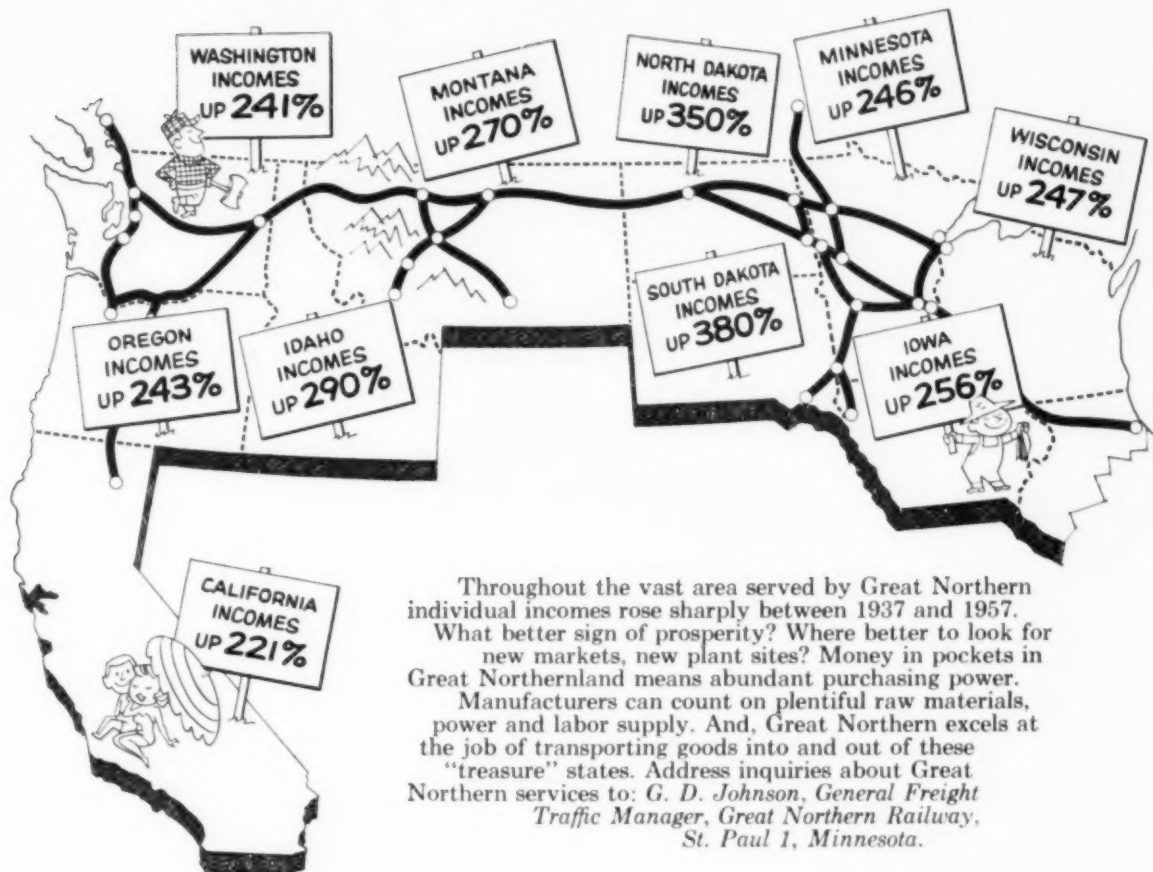 WASHINGTON
INCOMES
UP 241%
MONTANA
INCOMES
UP 270%
NORTH DAKOTA
INCOMES
UP 350%
MINNESOTA
INCOMES
UP 246%
WISCONSIN
INCOMES
UP 247%
OREGON
INCOMES
UP 243%
IDAHO
INCOMES
UP 290%
SOUTH DAKOTA
INCOMES
UP 380%
IOWA
INCOMES
UP 256%
CALIFORNIA
INCOMES
UP 221%
Throughout the vast area served by Great Northern
individual incomes rose sharply between 1937 and 1957.
What better sign of prosperity? Where better to look for
new markets, new plant sites? Money in pockets in
Great Northernland means abundant purchasing power.
Manufacturers can count on plentiful raw materials,
power and labor supply. And, Great Northern excels at
the job of transporting goods into and out of these
"treasure" states. Address inquiries about Great
Northern services to: G. D. Johnson, General Freight
Traffic Manager, Great Northern Railway,
St. Paul 1, Minnesota.